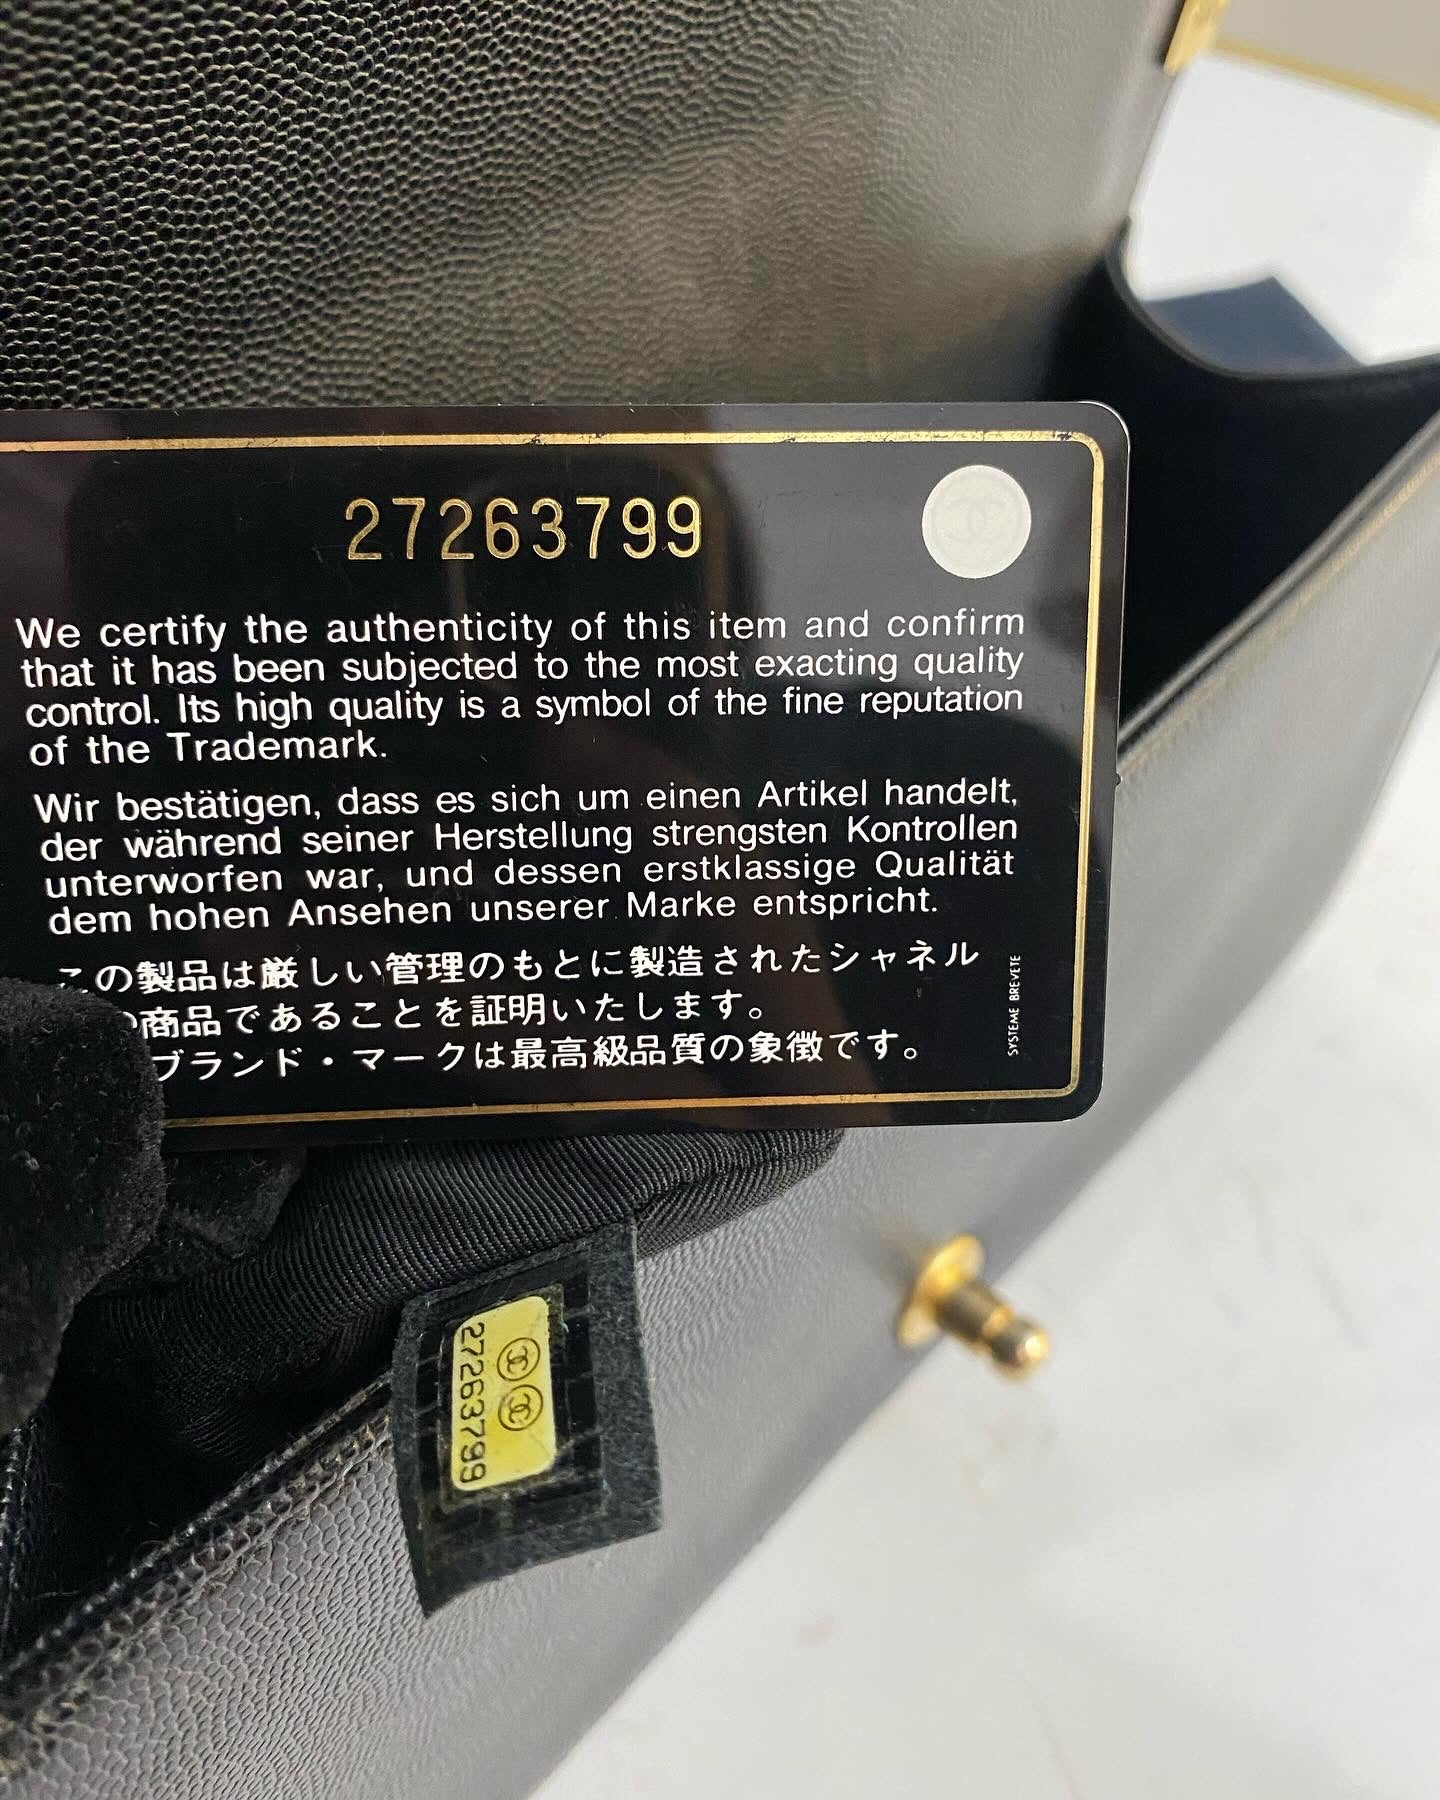 27263799
We certify the authenticity of this item and confirm
that it has been subjected to the most exacting quality
control. Its high quality is a symbol of the fine reputation
of the Trademark.
Wir bestätigen, dass es sich um einen Artikel handelt,
der während seiner Herstellung strengsten Kontrollen
unterworfen war, und dessen erstklassige Qualität
dem hohen Ansehen unserer Marke entspricht.
この製品は厳しい管理のもとに製造されたシャネル
の商品であることを証明いたします。
ブランド・マークは最高級品質の象徴です。
SYSTEME BREVETE
27263799